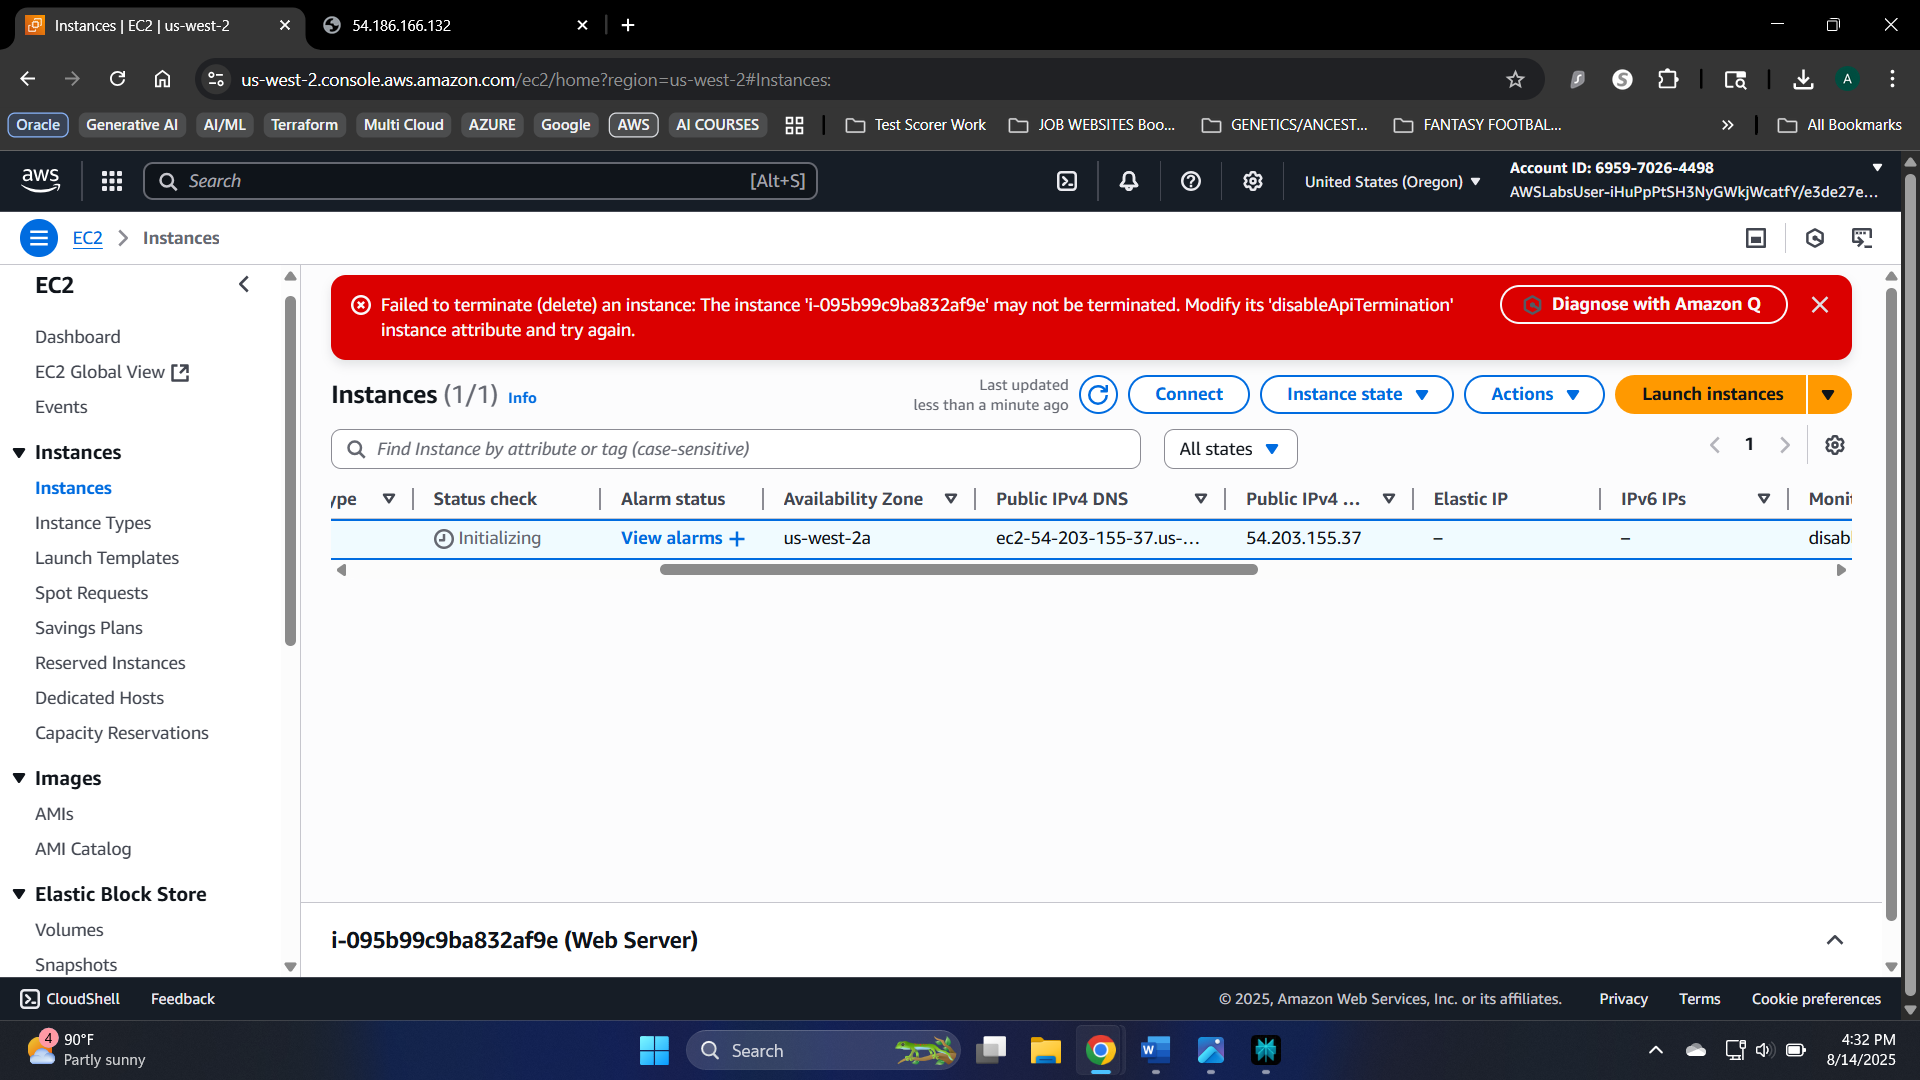 Instances | EC2 | us-west-2
54.186.166.132
us-west-2.console.aws.amazon.com/ec2/home?region=us-west-2#Instances:
A
Oracle
Generative AI
AI/ML
Terraform
Multi Cloud
AZURE
Google
AWS
AI COURSES
Test Scorer Work
JOB WEBSITES Boo...
GENETICS/ANCEST...
FANTASY FOOTBAL...
All Bookmarks
aws
Search
[Alt+S]
United States (Oregon)
Account ID: 6959-7026-4498
AWSLabsUser-iHuPpPtSH3NyGWkjWcatfY/e3de27e...
EC2
Instances
EC2
Dashboard
EC2 Global View
Events
Instances
Instances
Instance Types
Launch Templates
Spot Requests
Savings Plans
Reserved Instances
Dedicated Hosts
Capacity Reservations
Images
AMIs
AMI Catalog
Elastic Block Store
Volumes
Snapshots
Failed to terminate (delete) an instance: The instance 'i-095b99c9ba832af9e' may not be terminated. Modify its 'disableApiTermination'
instance attribute and try again.
Diagnose with Amazon Q
Instances (1/1)
Info
Last updated
less than a minute ago
Connect
Instance state
Actions
Launch instances
Find Instance by attribute or tag (case-sensitive)
All states
1
ype
Status check
Alarm status
Availability Zone
Public IPv4 DNS
Public IPv4 ...
Elastic IP
IPv6 IPs
Monit
Initializing
View alarms +
us-west-2a
ec2-54-203-155-37.us-...
54.203.155.37
–
–
disab
i-095b99c9ba832af9e (Web Server)
CloudShell
Feedback
© 2025, Amazon Web Services, Inc. or its affiliates.
Privacy
Terms
Cookie preferences
4
90°F
Partly sunny
Search
4:32 PM
8/14/2025